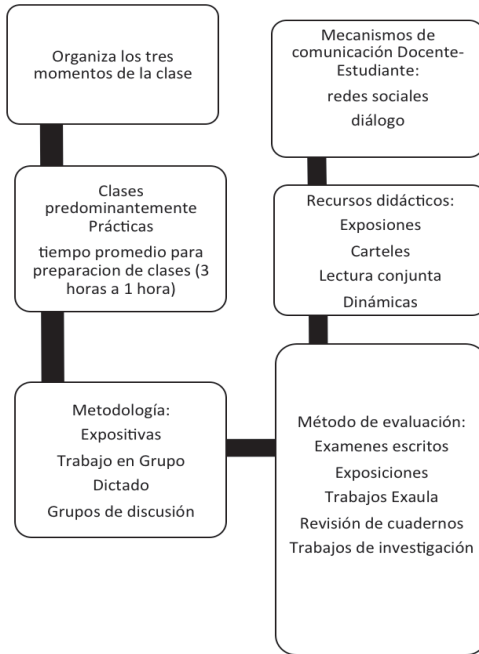 Organiza los tres
momentos de la clase
Clases
predominantemente
Prácticas
tiempo promedio para
preparacion de clases (3
horas a 1 hora)
Metodología:
Expositivas
Trabajo en Grupo
Dictado
Grupos de discusión
Método de evaluación:
Examenes escritos
Exposiciones
Trabajos Exaula
Revisión de cuadernos
Trabajos de investigación
Recursos didácticos:
Exposiones
Carteles
Lectura conjunta
Dinámicas
Mecanismos de
comunicación Docente-
Estudiante:
redes sociales
diálogo